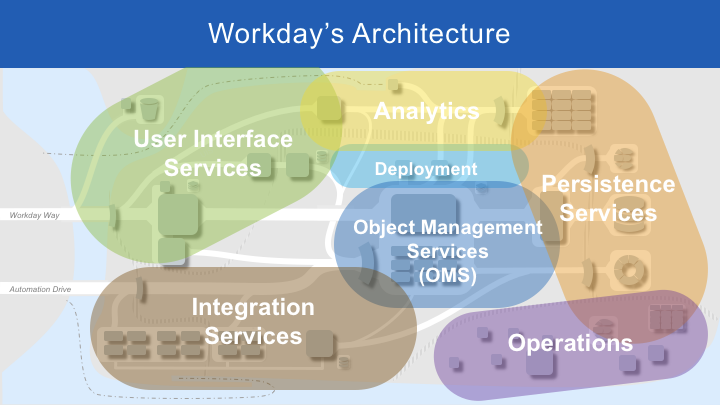 Workday’s Architecture
Analytics
User Interface
Services
Deployment
Persistence
Services
Workday Way
Object Management
Services
(OMS)
Automation Drive
Integration
Services
Operations